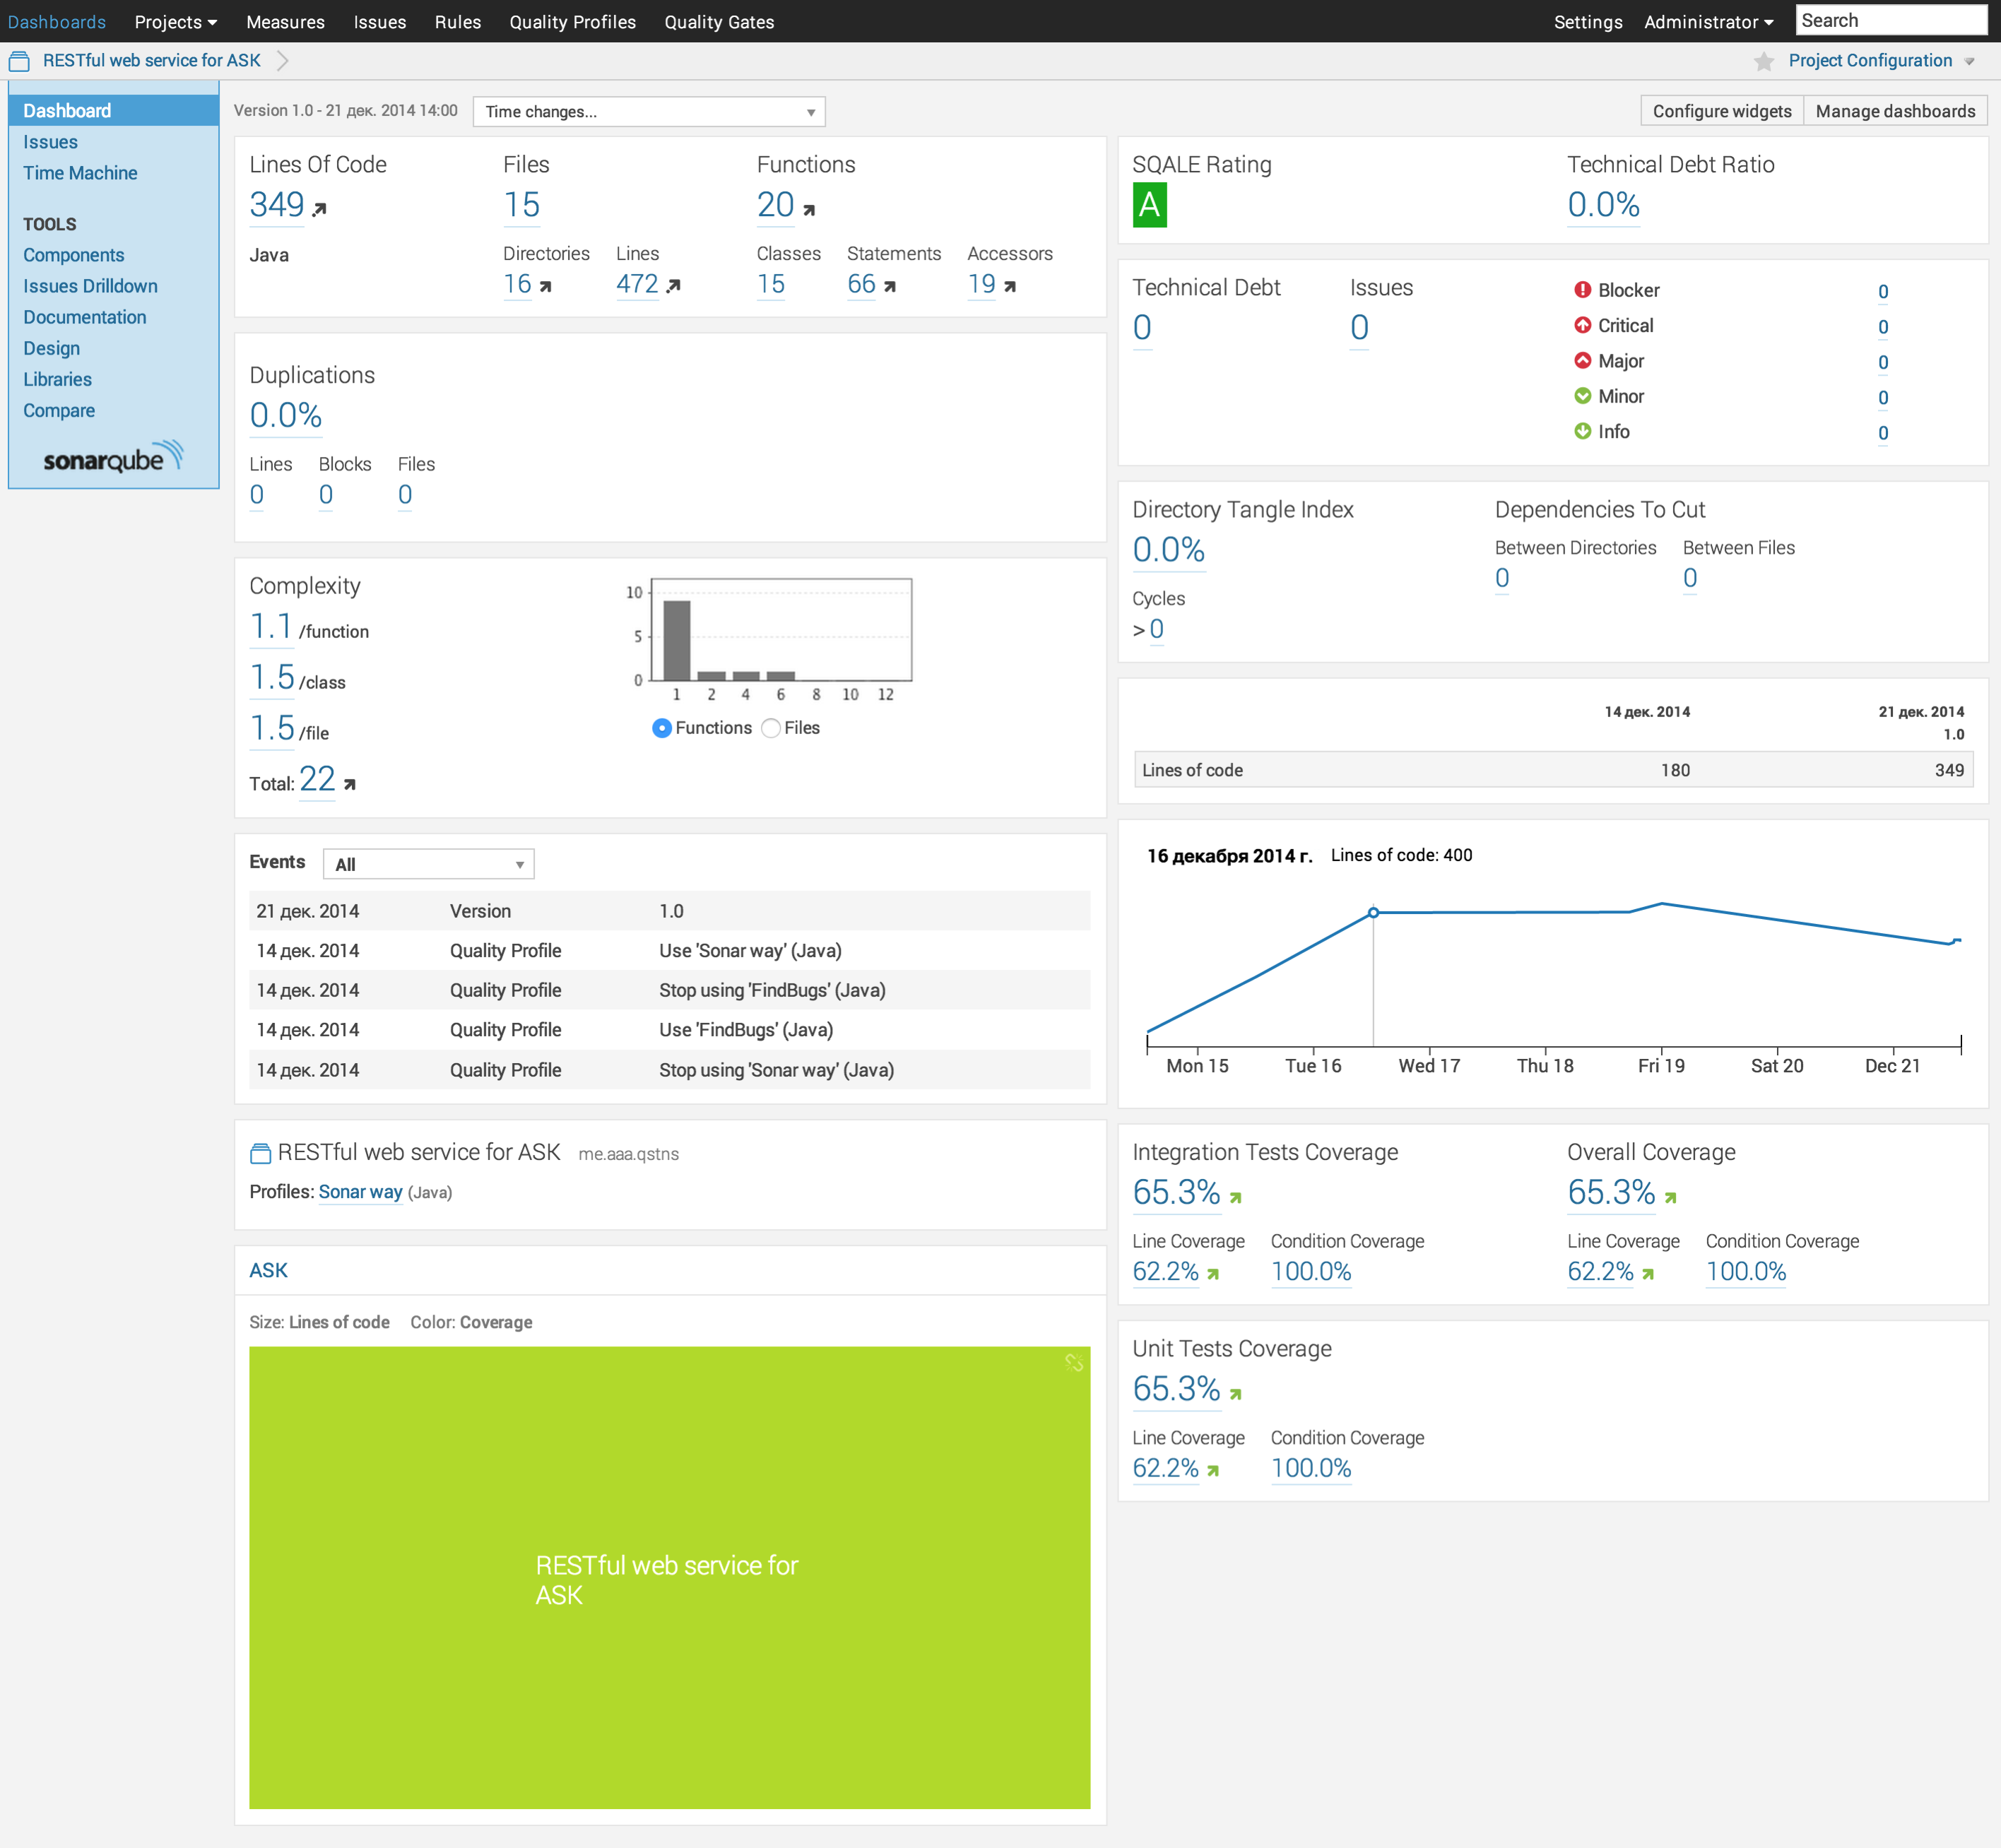 Dashboards Projects Measures Issues Rules Quality Profiles Quality Gates Settings Administrator Search
RESTful web service for ASK Project Configuration
Dashboard
Issues
Time Machine
TOOLS
Components
Issues Drilldown
Documentation
Design
Libraries
Compare
sonarqube
Version 1.0 - 21 дек. 2014 14:00 Time changes... Configure widgets Manage dashboards
Lines Of Code Files Functions
349 15 20
Java Directories Lines Classes Statements Accessors
16 472 15 66 19
Duplications
0.0%
Lines Blocks Files
0 0 0
Complexity
1.1 /function
1.5 /class
1.5 /file
Total: 22
10
5
0
1 2 4 6 8 10 12
Functions Files
Events All
21 дек. 2014 Version 1.0
14 дек. 2014 Quality Profile Use 'Sonar way' (Java)
14 дек. 2014 Quality Profile Stop using 'FindBugs' (Java)
14 дек. 2014 Quality Profile Use 'FindBugs' (Java)
14 дек. 2014 Quality Profile Stop using 'Sonar way' (Java)
RESTful web service for ASK me.aaa.qstns
Profiles: Sonar way (Java)
ASK
Size: Lines of code Color: Coverage
RESTful web service for
ASK
SQALE Rating Technical Debt Ratio
A 0.0%
Technical Debt Issues
0 0
Blocker 0
Critical 0
Major 0
Minor 0
Info 0
Directory Tangle Index Dependencies To Cut
0.0% Between Directories Between Files
0 0
Cycles
> 0
14 дек. 2014 21 дек. 2014
1.0
Lines of code 180 349
16 декабря 2014 г. Lines of code: 400
Mon 15 Tue 16 Wed 17 Thu 18 Fri 19 Sat 20 Dec 21
Integration Tests Coverage Overall Coverage
65.3% 65.3%
Line Coverage Condition Coverage Line Coverage Condition Coverage
62.2% 100.0% 62.2% 100.0%
Unit Tests Coverage
65.3%
Line Coverage Condition Coverage
62.2% 100.0%